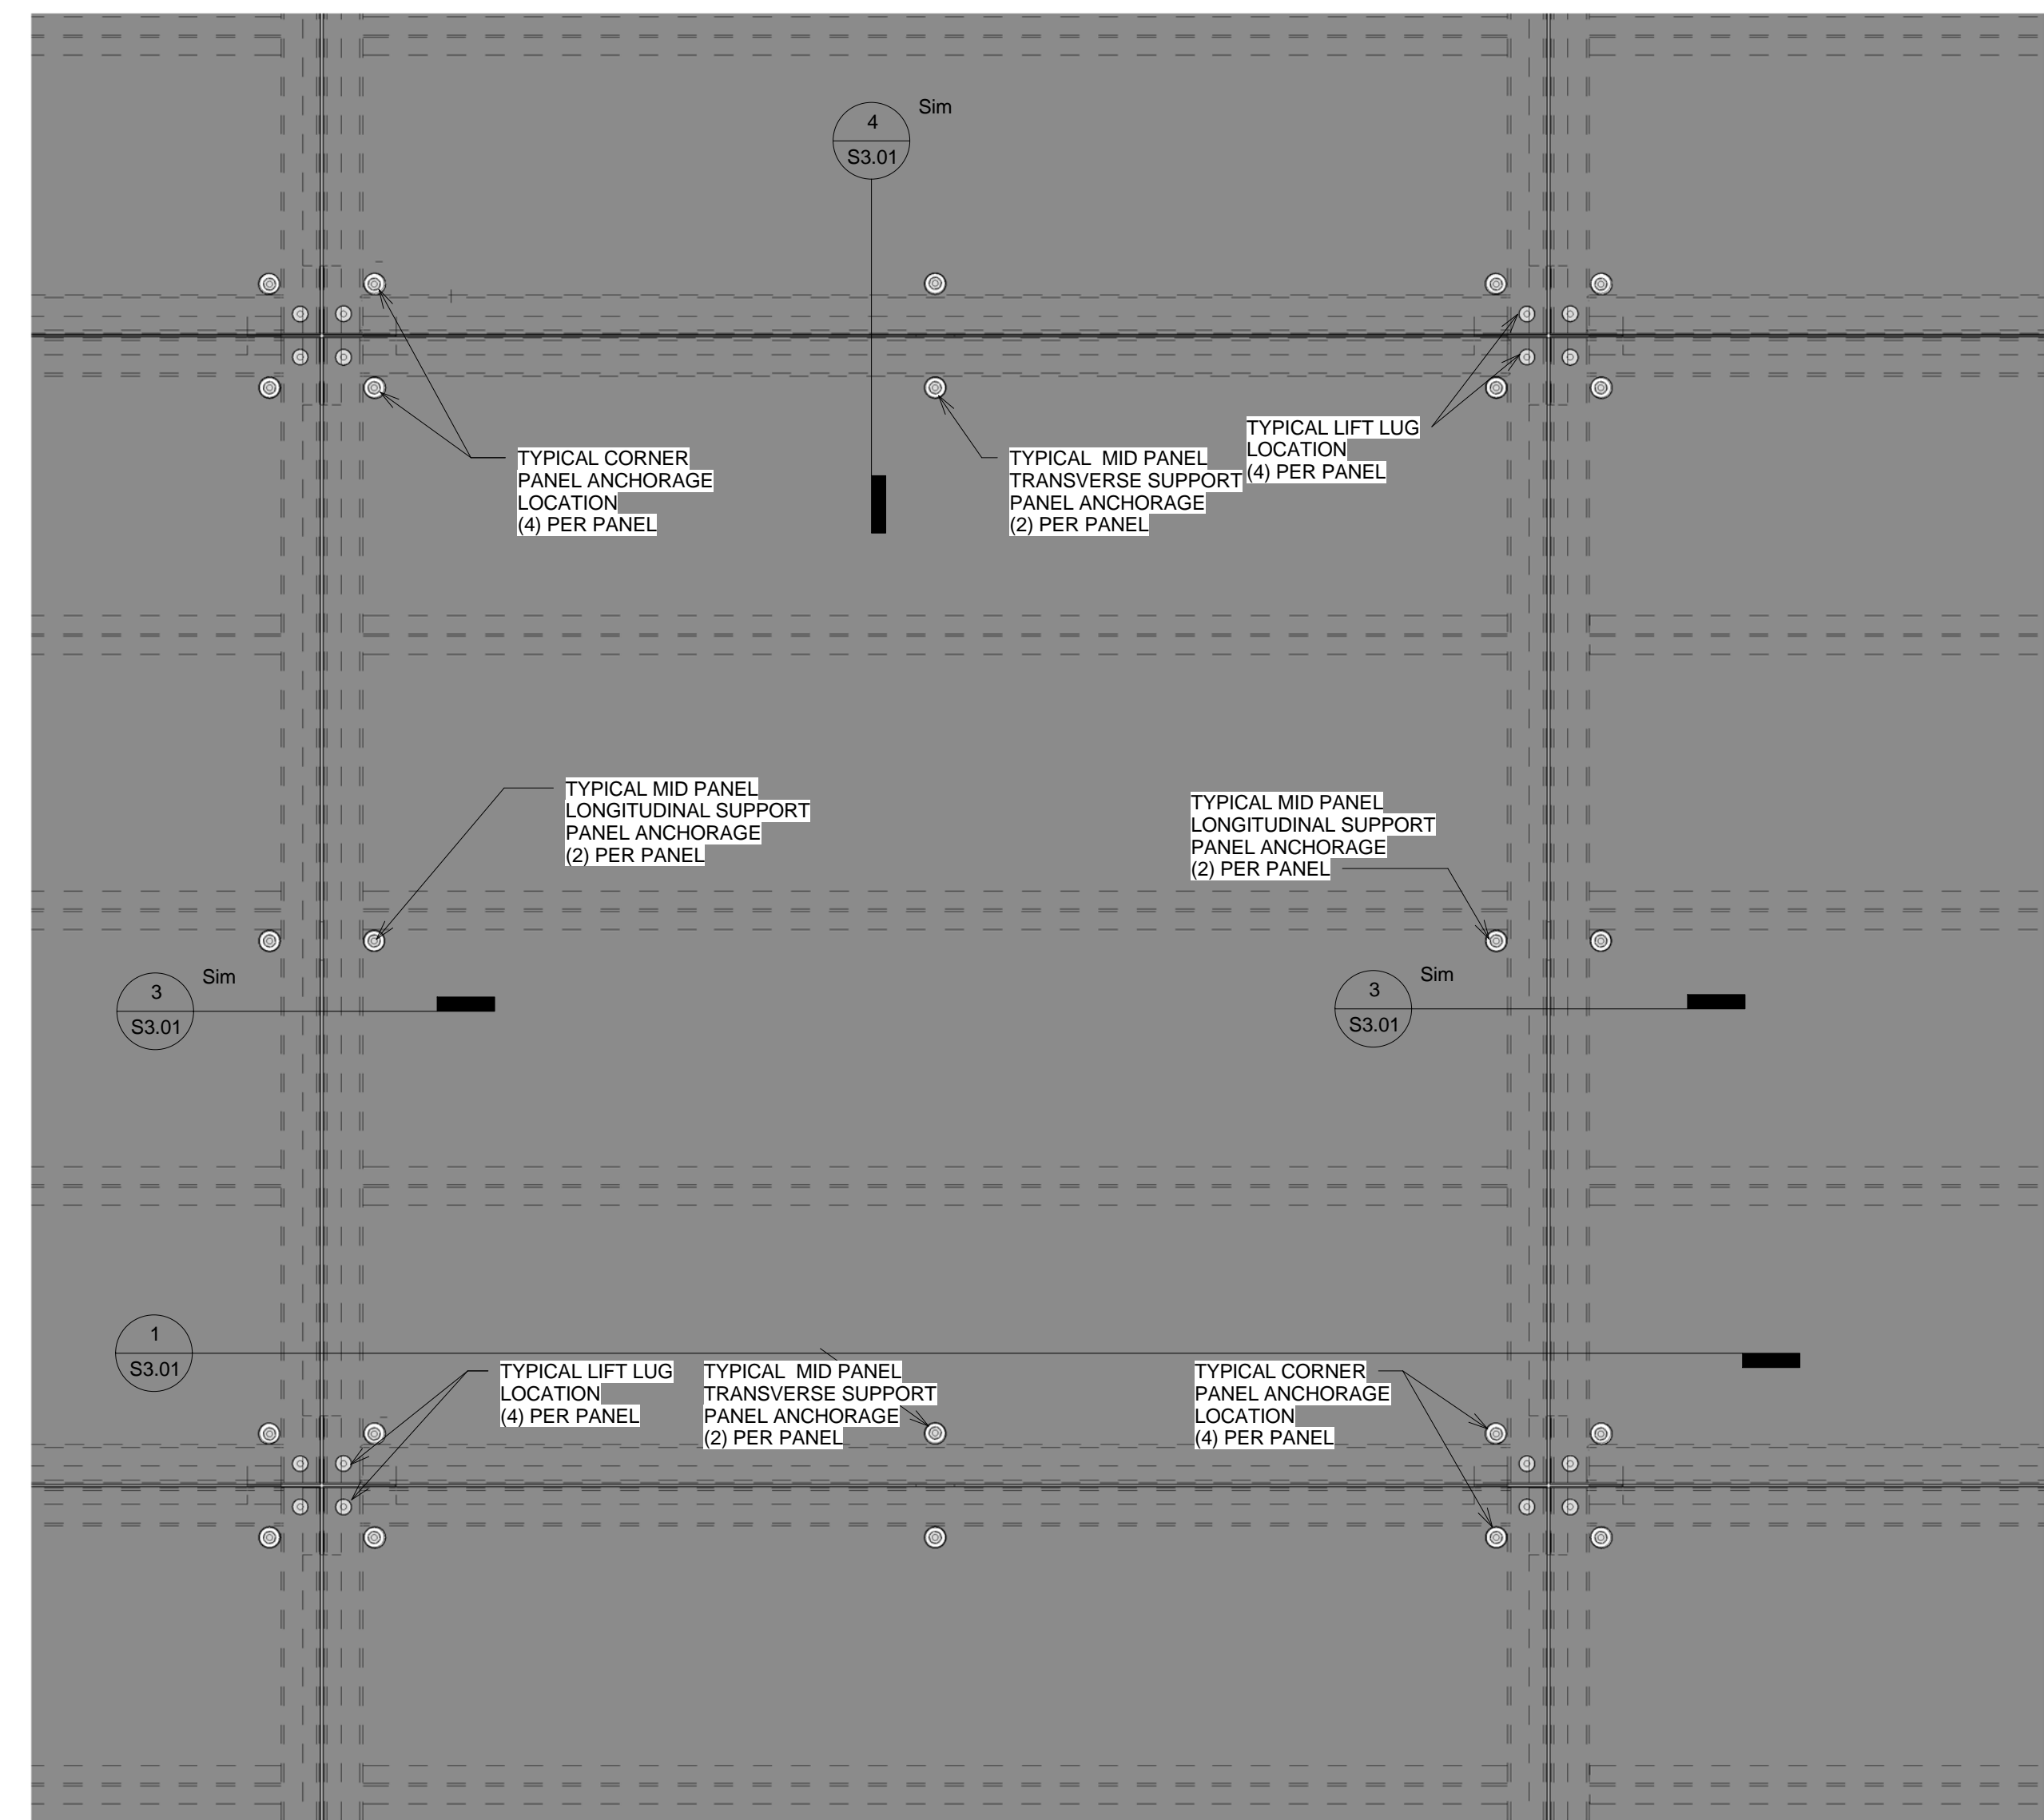 Sim
4
S3.01
TYPICAL CORNER
PANEL ANCHORAGE
LOCATION
(4) PER PANEL
TYPICAL  MID PANEL
TRANSVERSE SUPPORT
PANEL ANCHORAGE
(2) PER PANEL
TYPICAL LIFT LUG
LOCATION
(4) PER PANEL
TYPICAL MID PANEL
LONGITUDINAL SUPPORT
PANEL ANCHORAGE
(2) PER PANEL
TYPICAL MID PANEL
LONGITUDINAL SUPPORT
PANEL ANCHORAGE
(2) PER PANEL
Sim
3
S3.01
Sim
3
S3.01
1
S3.01
TYPICAL LIFT LUG
LOCATION
(4) PER PANEL
TYPICAL  MID PANEL
TRANSVERSE SUPPORT
PANEL ANCHORAGE
(2) PER PANEL
TYPICAL CORNER
PANEL ANCHORAGE
LOCATION
(4) PER PANEL